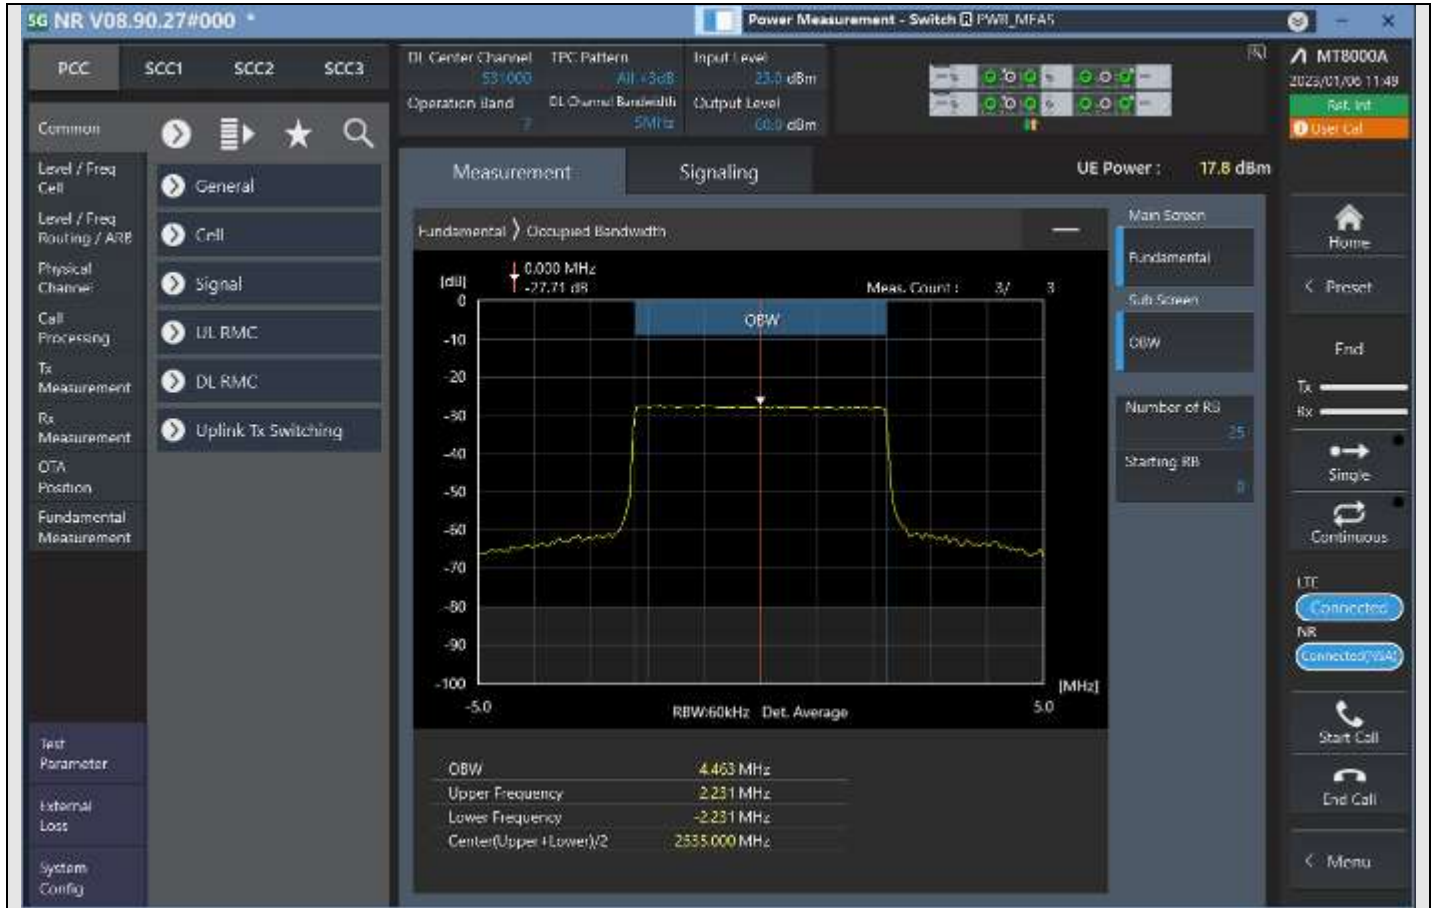 SG NR V08.90.27#000 *
Power Measurement - Switch R PWR_MEAS
PCC SCC1 SCC2 SCC3
DL Center Channel
531000
TPC Pattern
All +3dB
Input Level
23.0 dBm
Operation Band
7
DL Channel Bandwidth
5MHz
Output Level
dBm
MT8000A
2023/01/06 11:49
Ref. Int
User Cal
Common
Level / Freq
Cell
Level / Freq
Routing / ARB
Physical
Channel
Call
Processing
Tx
Measurement
Rx
Measurement
OTA
Position
Fundamental
Measurement
Test
Parameter
External
Loss
System
Config
General
Cell
Signal
UL RMC
DL RMC
Uplink Tx Switching
Measurement Signaling
UE Power : 17.8 dBm
Fundamental > Occupied Bandwidth
[dB]
0.000 MHz
-27.71 dB
Meas. Count : 3/ 3
OBW
0
-10
-20
-30
-40
-50
-60
-70
-80
-90
-100
-5.0
5.0
[MHz]
RBW:60kHz Det. Average
OBW 4.463 MHz
Upper Frequency 2.231 MHz
Lower Frequency -2.231 MHz
Center(Upper+Lower)/2 2535.000 MHz
Main Screen
Fundamental
Sub Screen
OBW
Number of RB
25
Starting RB
0
Home
< Preset
End
Tx
Rx
Single
Continuous
LTE
Connected
NR
Connected(NSA)
Start Call
End Call
< Menu